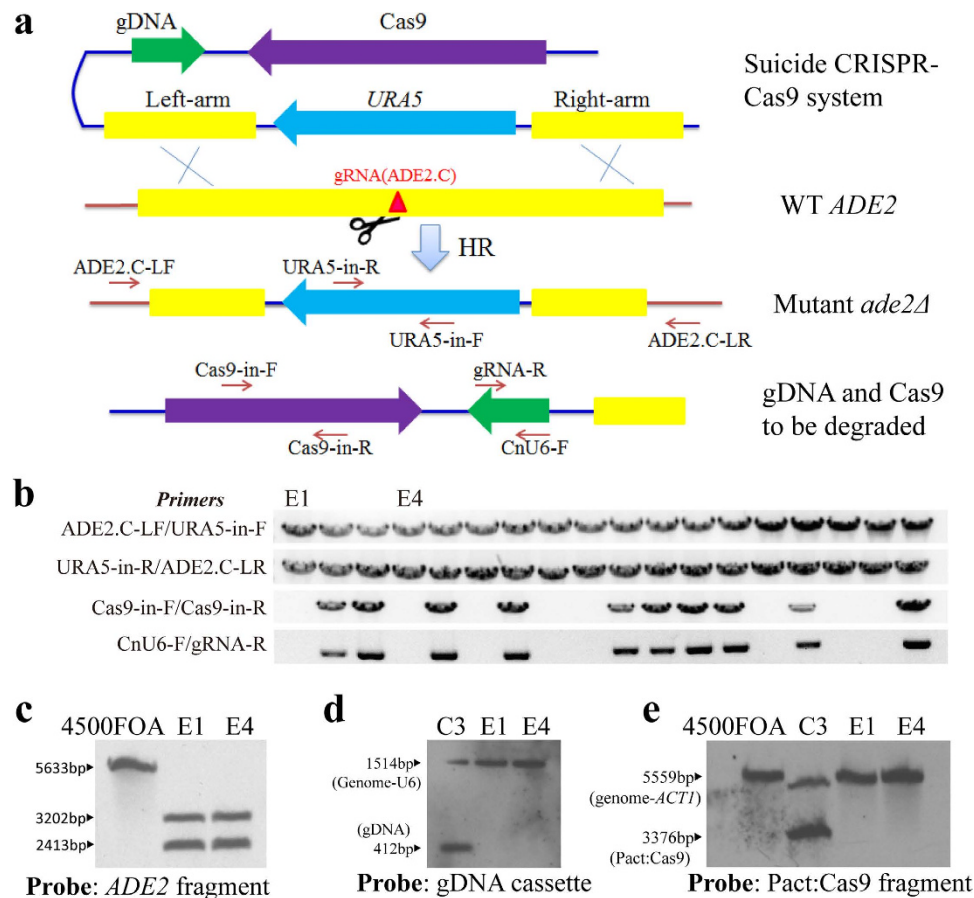 a
gDNA
Cas9
Suicide CRISPR-
Cas9 system
Left-arm
URA5
Right-arm
gRNA(ADE2.C)
WT ADE2
HR
ADE2.C-LF
URA5-in-R
Mutant ade2Δ
URA5-in-F
ADE2.C-LR
Cas9-in-F
gRNA-R
gDNA and Cas9
to be degraded
Cas9-in-R
CnU6-F
b
Primers
E1
E4
ADE2.C-LF/URA5-in-F
URA5-in-R/ADE2.C-LR
Cas9-in-F/Cas9-in-R
CnU6-F/gRNA-R
c
4500FOA E1 E4
5633bp
3202bp
2413bp
Probe: ADE2 fragment
d
C3 E1 E4
1514bp
(Genome-U6)
(gDNA)
412bp
Probe: gDNA cassette
e
4500FOA C3 E1 E4
5559bp
(genome-ACT1)
3376bp
(Pact:Cas9)
Probe: Pact:Cas9 fragment